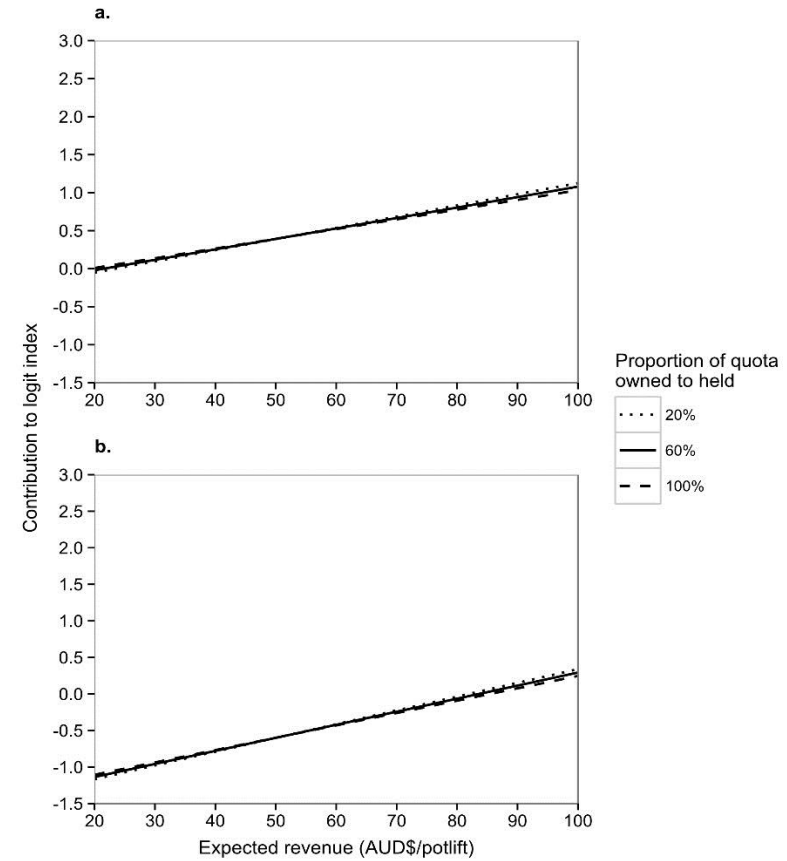 a.
3.0
2.5
2.0
1.5
1.0
0.5
0.0
-0.5
-1.0
-1.5
20 30 40 50 60 70 80 90 100
Contribution to logit index
b.
3.0
2.5
2.0
1.5
1.0
0.5
0.0
-0.5
-1.0
-1.5
20 30 40 50 60 70 80 90 100
Expected revenue (AUD$/potlift)
Proportion of quota
owned to held
20%
60%
100%